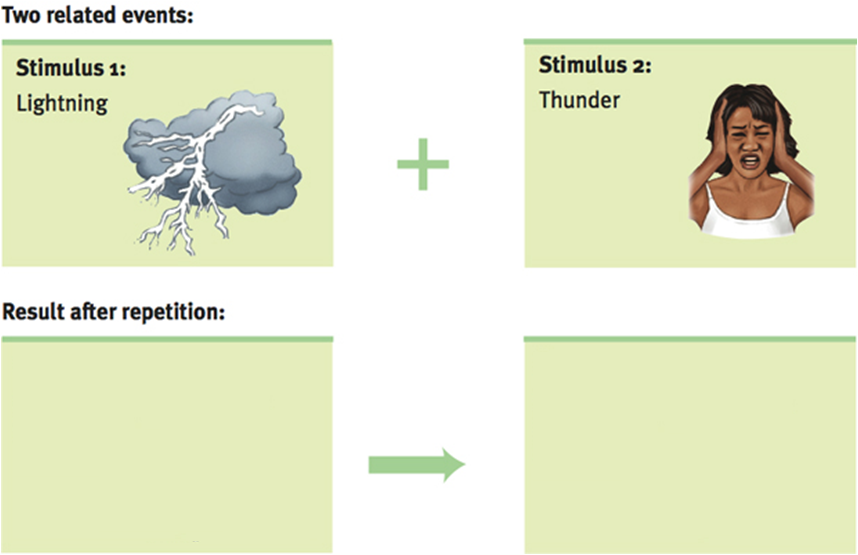 Two related events:
Stimulus 1:
Lightning
Stimulus 2:
Thunder
Result after repetition: